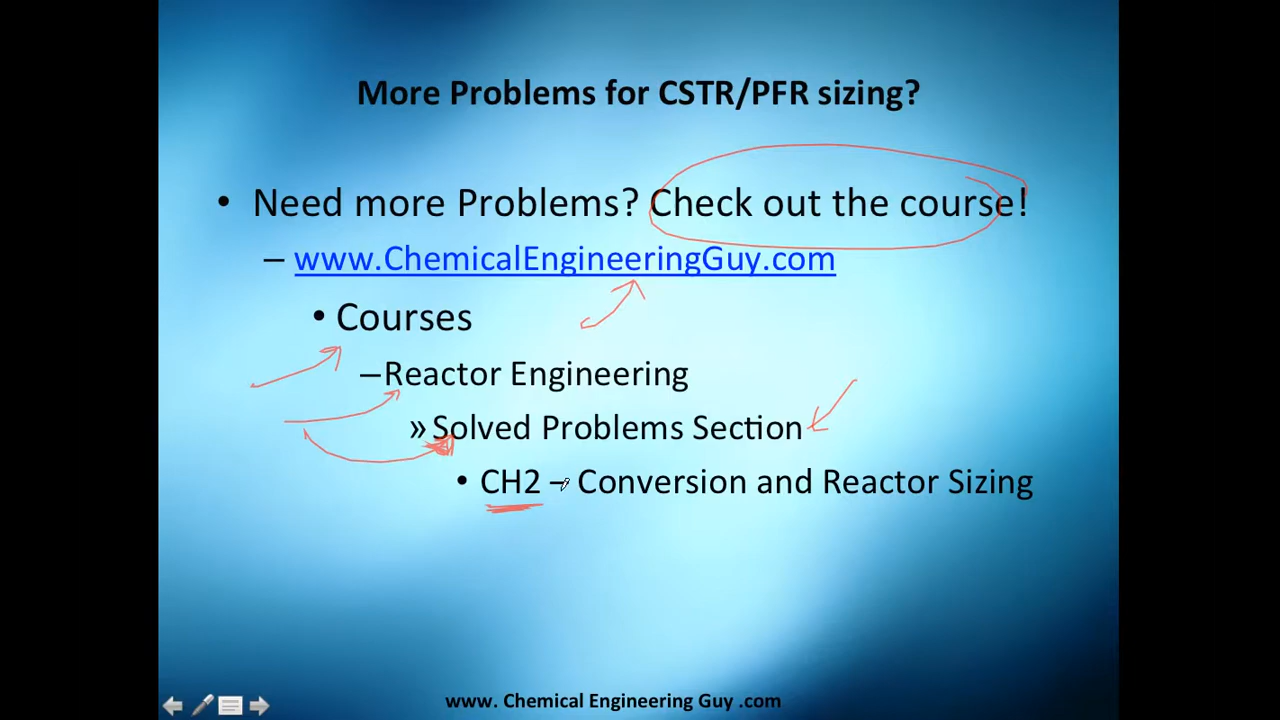 More Problems for CSTR/PFR sizing?
• Need more Problems? Check out the course!
– www.ChemicalEngineeringGuy.com
• Courses
–Reactor Engineering
» Solved Problems Section
• CH2 – Conversion and Reactor Sizing
www. Chemical Engineering Guy .com